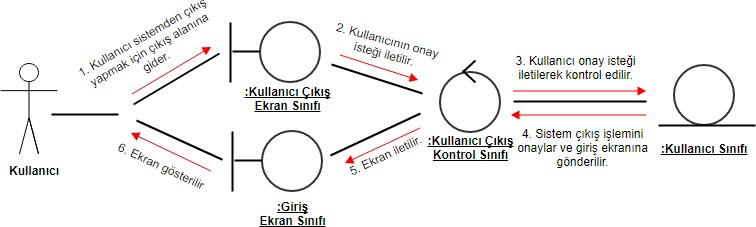 1. Kullanıcı sistemden çıkış
yapmak için çıkış alanına
gider.
2. Kullanıcının onay
isteği iletilir.
3. Kullanıcı onay isteği
iletilerek kontrol edilir.
:Kullanıcı Çıkış
Ekran Sınıfı
:Kullanıcı Çıkış
Kontrol Sınıfı
4. Sistem çıkış işlemini
onaylar ve giriş ekranına
gönderilir.
:Kullanıcı Sınıfı
Kullanıcı
6. Ekran gösterilir
5. Ekran iletilir.
:Giriş
Ekran Sınıfı